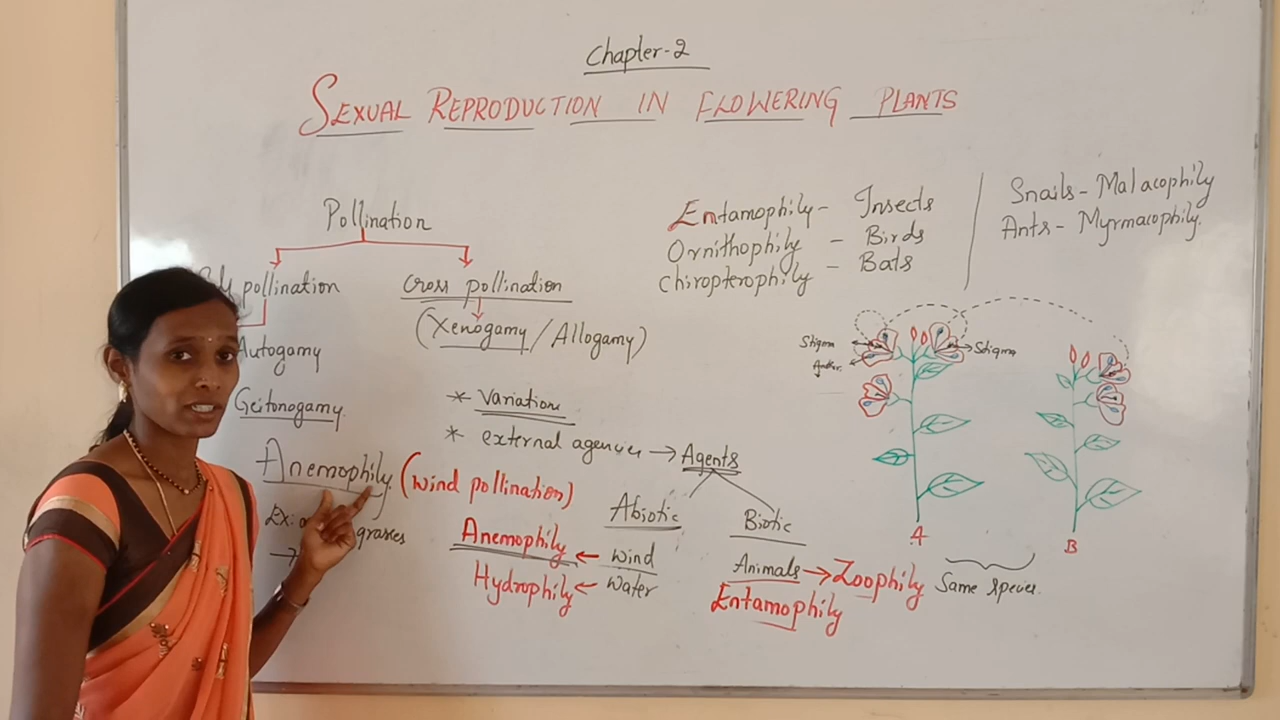 Chapter-2
SEXUAL REPRODUCTION IN FLOWERING PLANTS
Pollination
pollination
Cross pollination
(Xenogamy/Allogamy)
Autogamy
Geitonogamy.
* Variation
* external agencies → Agents
Anemophily (wind pollination)
Ex:
grasses
Abiotic
Biotic
Anemophily ← wind
Hydrophily ← water
Animals → Zoophily
Entamophily
Entamophily - Insects
Ornithophily - Birds
Chiropterophily - Bats
Snails - Malacophily
Ants - Myrmacophily.
Stigma
Stigma
A
B
Same species.